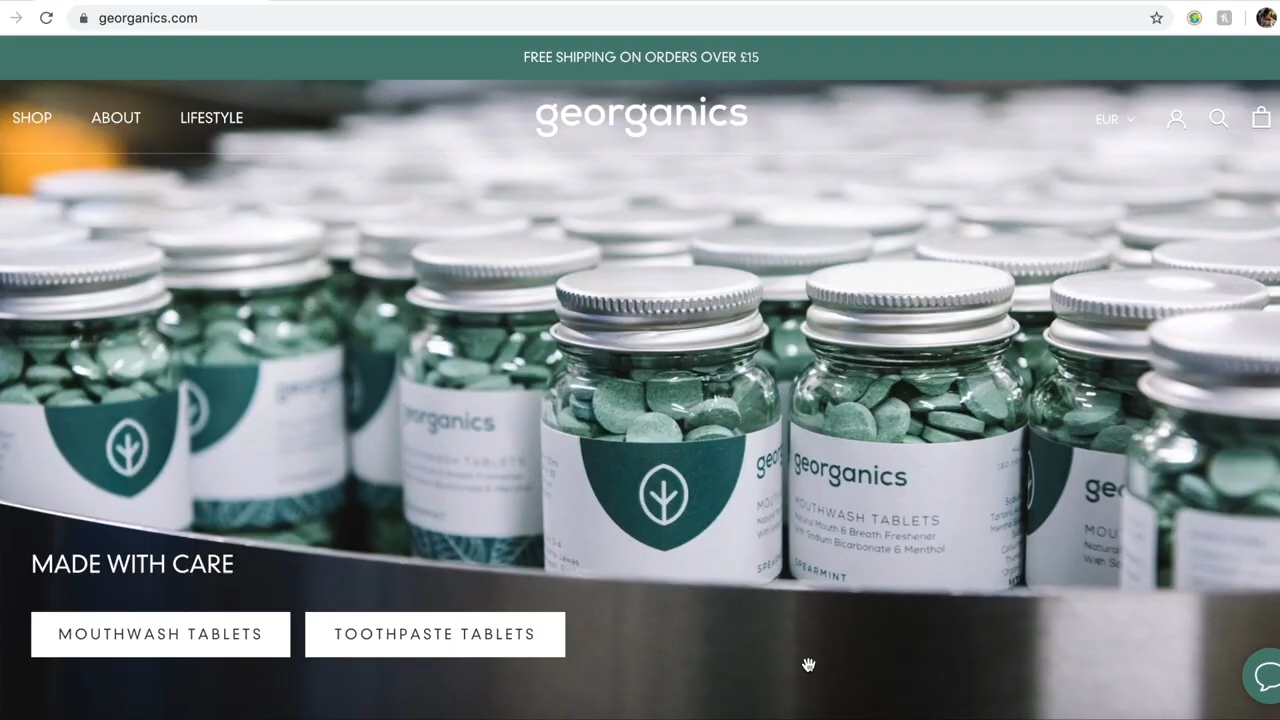 georganics.com
FREE SHIPPING ON ORDERS OVER £15
SHOP ABOUT LIFESTYLE georganics EUR
georganics
georganics
MOUTHWASH TABLETS
Natural Mouth & Breath Freshener
With Sodium Bicarbonate & Menthol
SPEARMINT
MADE WITH CARE
MOUTHWASH TABLETS TOOTHPASTE TABLETS